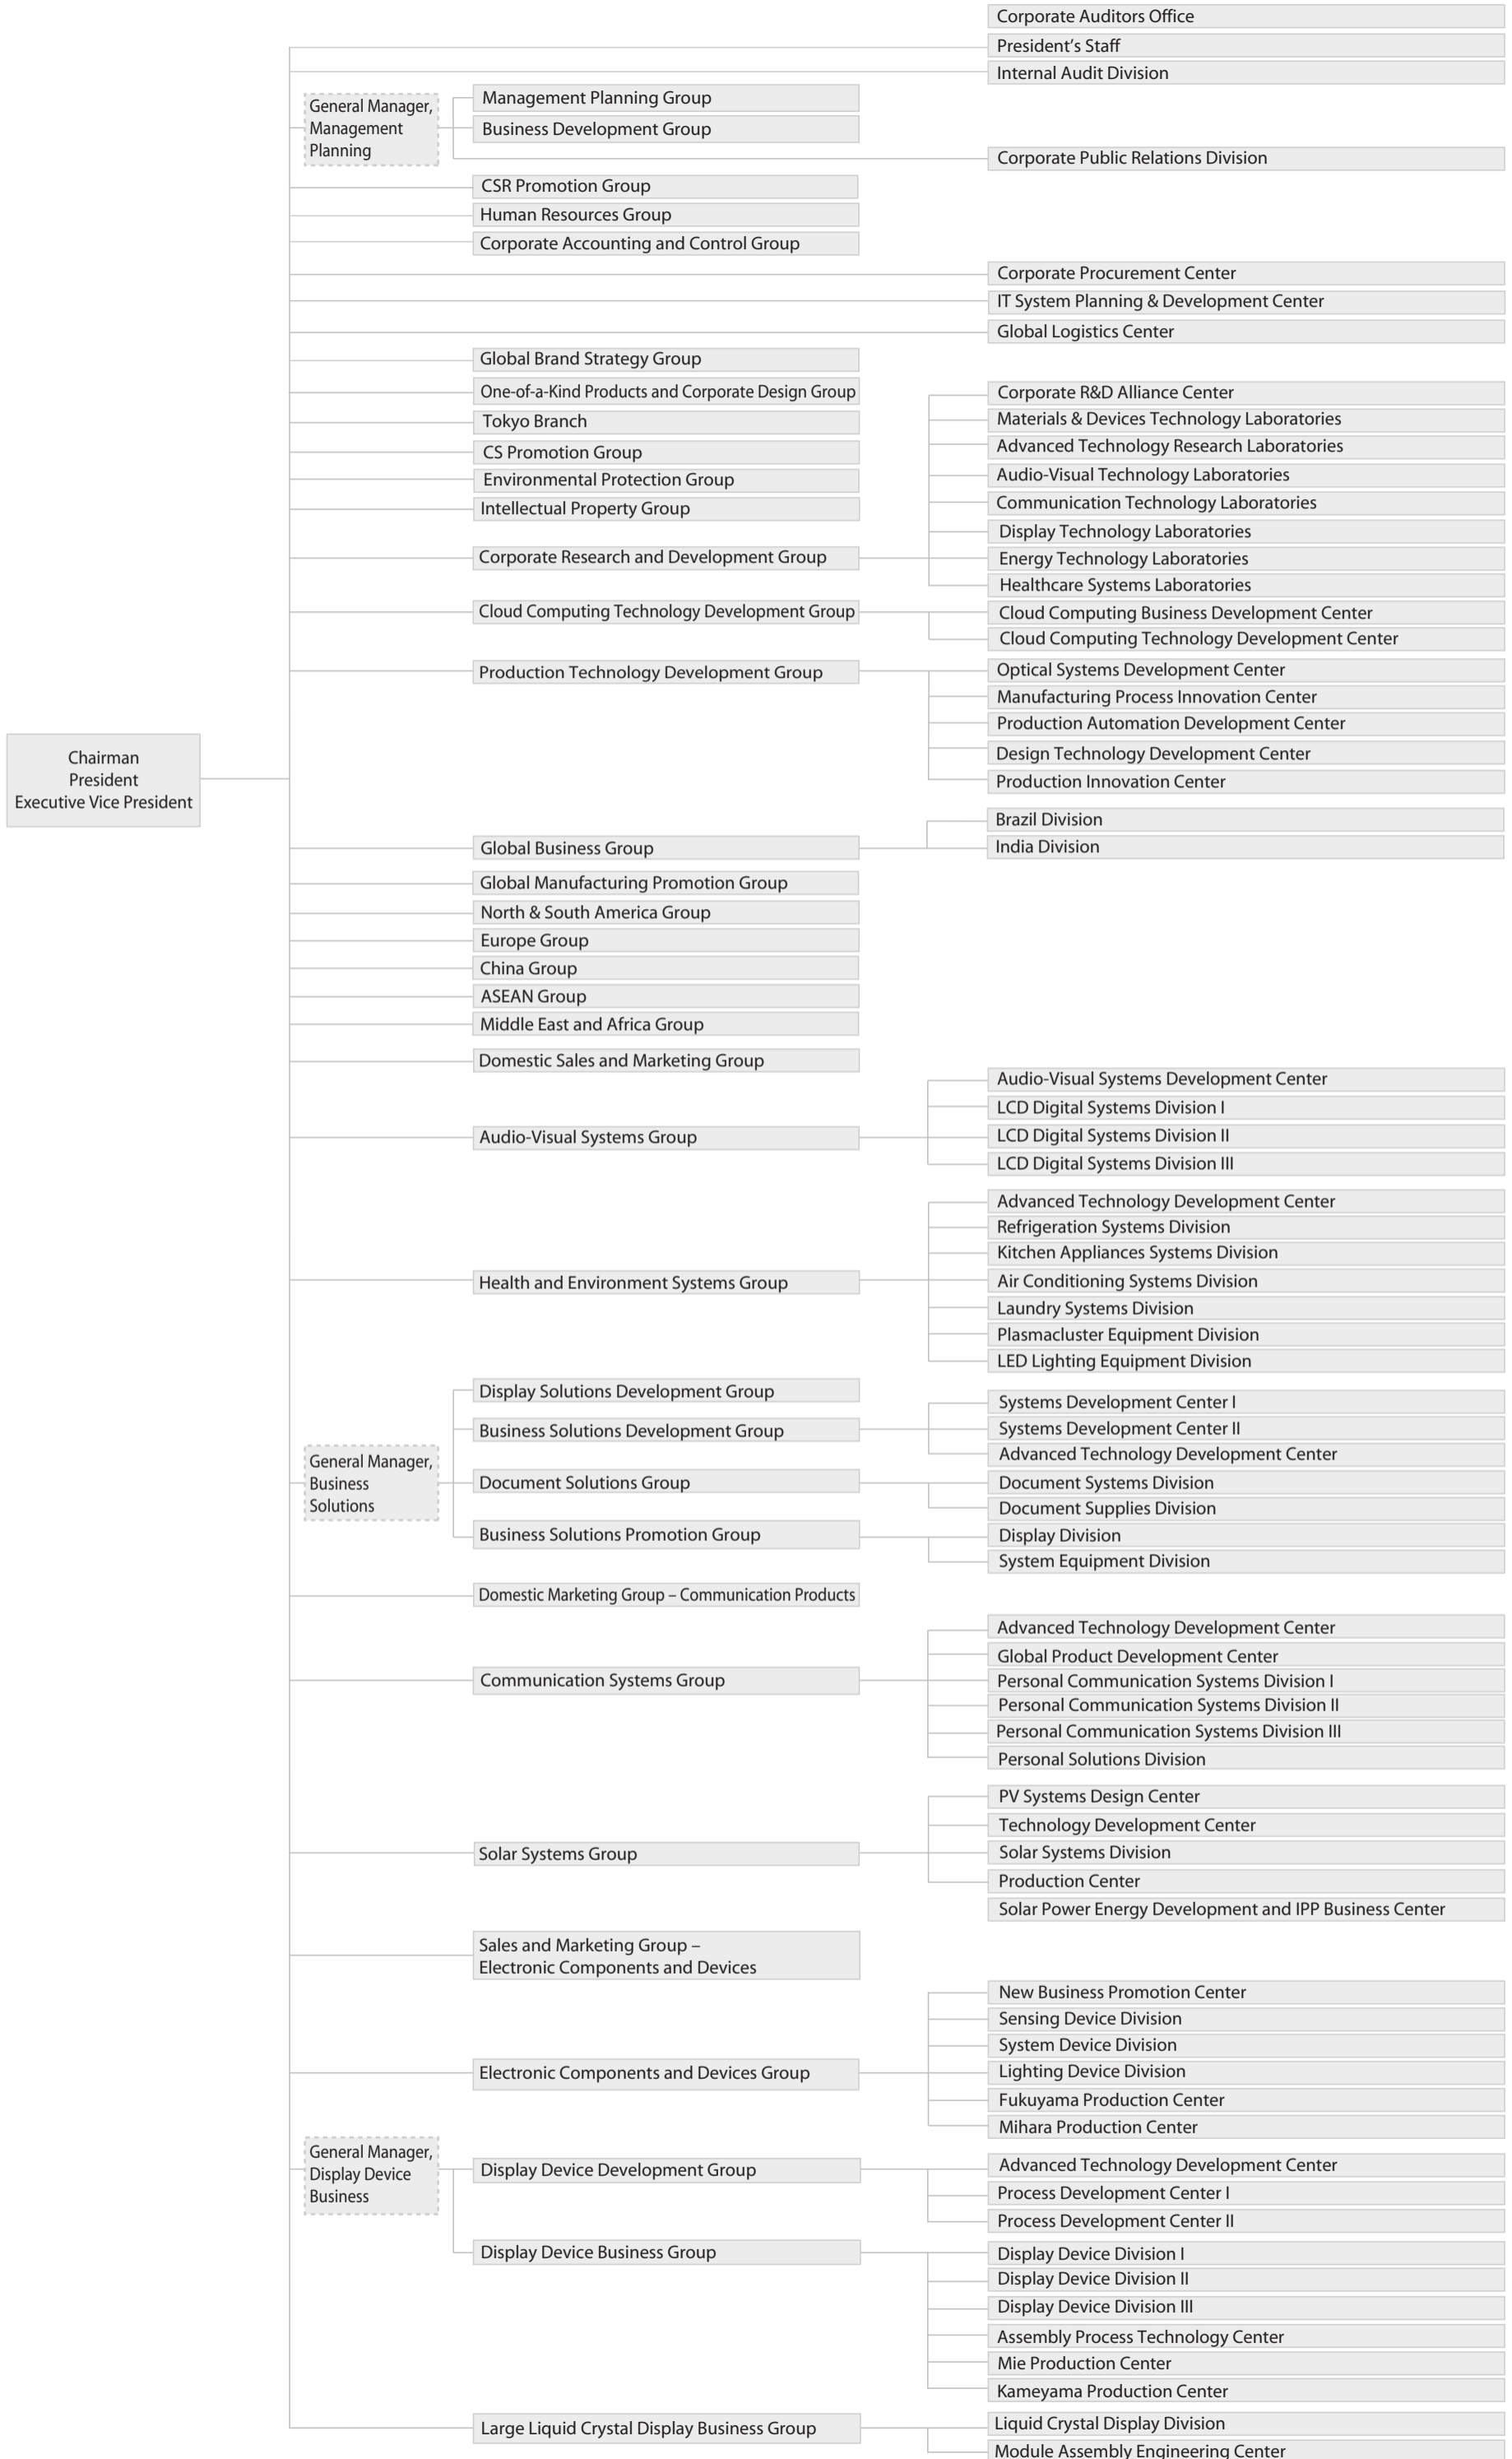 Corporate Auditors Office
President’s Staff
Internal Audit Division
General Manager,
Management
Planning
Management Planning Group
Business Development Group
Corporate Public Relations Division
CSR Promotion Group
Human Resources Group
Corporate Accounting and Control Group
Corporate Procurement Center
IT System Planning & Development Center
Global Logistics Center
Global Brand Strategy Group
One-of-a-Kind Products and Corporate Design Group
Tokyo Branch
CS Promotion Group
Environmental Protection Group
Intellectual Property Group
Corporate Research and Development Group
Corporate R&D Alliance Center
Materials & Devices Technology Laboratories
Advanced Technology Research Laboratories
Audio-Visual Technology Laboratories
Communication Technology Laboratories
Display Technology Laboratories
Energy Technology Laboratories
Healthcare Systems Laboratories
Cloud Computing Technology Development Group
Cloud Computing Business Development Center
Cloud Computing Technology Development Center
Production Technology Development Group
Optical Systems Development Center
Manufacturing Process Innovation Center
Production Automation Development Center
Design Technology Development Center
Production Innovation Center
Chairman
President
Executive Vice President
Global Business Group
Brazil Division
India Division
Global Manufacturing Promotion Group
North & South America Group
Europe Group
China Group
ASEAN Group
Middle East and Africa Group
Domestic Sales and Marketing Group
Audio-Visual Systems Group
Audio-Visual Systems Development Center
LCD Digital Systems Division I
LCD Digital Systems Division II
LCD Digital Systems Division III
Health and Environment Systems Group
Advanced Technology Development Center
Refrigeration Systems Division
Kitchen Appliances Systems Division
Air Conditioning Systems Division
Laundry Systems Division
Plasmacluster Equipment Division
LED Lighting Equipment Division
General Manager,
Business
Solutions
Display Solutions Development Group
Business Solutions Development Group
Systems Development Center I
Systems Development Center II
Advanced Technology Development Center
Document Solutions Group
Document Systems Division
Document Supplies Division
Business Solutions Promotion Group
Display Division
System Equipment Division
Domestic Marketing Group – Communication Products
Communication Systems Group
Advanced Technology Development Center
Global Product Development Center
Personal Communication Systems Division I
Personal Communication Systems Division II
Personal Communication Systems Division III
Personal Solutions Division
Solar Systems Group
PV Systems Design Center
Technology Development Center
Solar Systems Division
Production Center
Solar Power Energy Development and IPP Business Center
Sales and Marketing Group –
Electronic Components and Devices
Electronic Components and Devices Group
New Business Promotion Center
Sensing Device Division
System Device Division
Lighting Device Division
Fukuyama Production Center
Mihara Production Center
General Manager,
Display Device
Business
Display Device Development Group
Advanced Technology Development Center
Process Development Center I
Process Development Center II
Display Device Business Group
Display Device Division I
Display Device Division II
Display Device Division III
Assembly Process Technology Center
Mie Production Center
Kameyama Production Center
Large Liquid Crystal Display Business Group
Liquid Crystal Display Division
Module Assembly Engineering Center